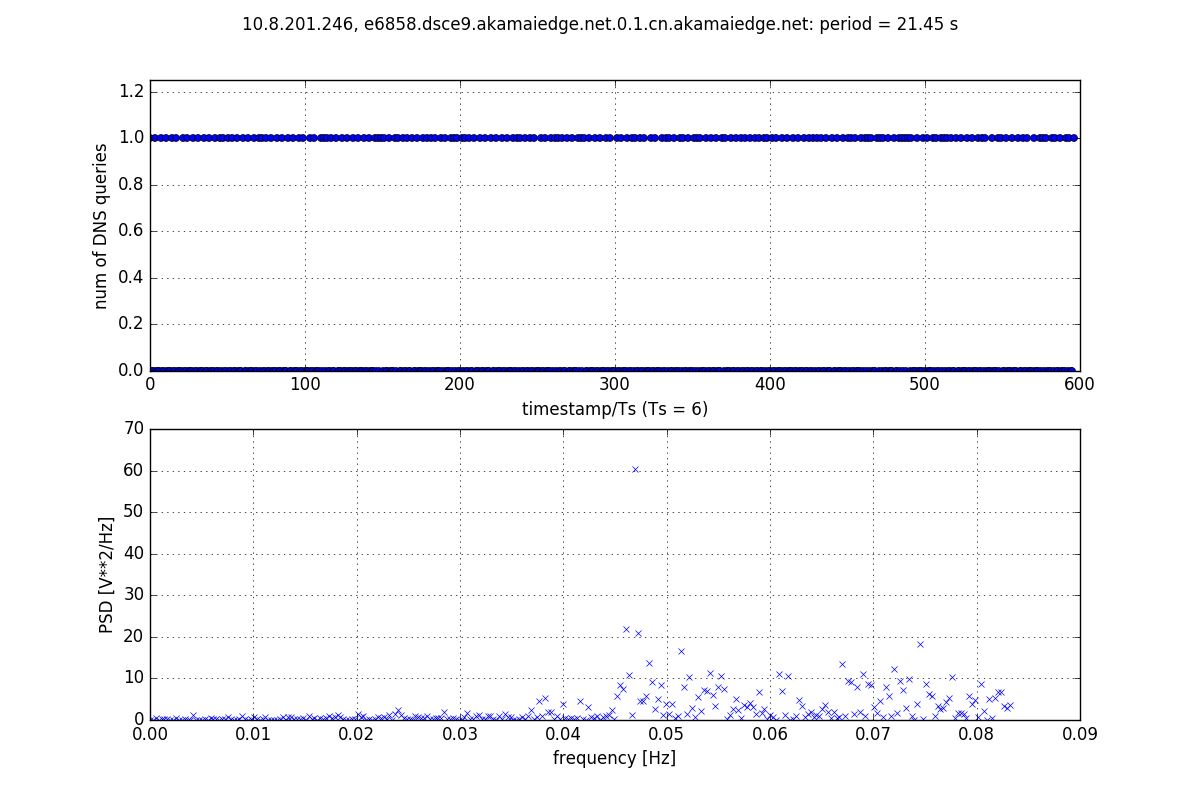 10.8.201.246, e6858.dsce9.akamaiedge.net.0.1.cn.akamaiedge.net: period = 21.45 s
num of DNS queries
1.2
1.0
0.8
0.6
0.4
0.2
0.0
0 100 200 300 400 500 600
timestamp/Ts (Ts = 6)
PSD [V**2/Hz]
70
60
50
40
30
20
10
0
0.00 0.01 0.02 0.03 0.04 0.05 0.06 0.07 0.08 0.09
frequency [Hz]